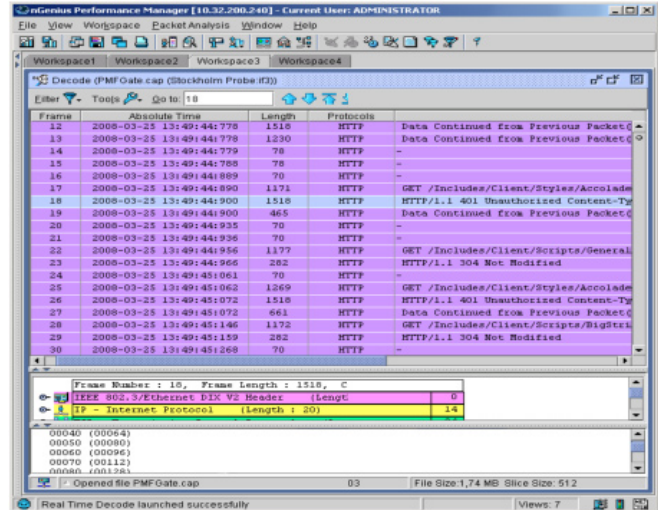 nGenius Performance Manager [10.32.200.240] - Current User: ADMINISTRATOR
File View Workspace Packet Analysis Window Help
Workspace1 Workspace2 Workspace3 Workspace4
Decode (PMFGate.cap (Stockholm Probe:if3))
Filter Tools Go to: 18
Frame Absolute Time Length Protocols
12 2008-03-25 13:49:44:778 1518 HTTP Data Continued from Previous Packet(
13 2008-03-25 13:49:44:778 1230 HTTP Data Continued from Previous Packet(
14 2008-03-25 13:49:44:779 70 HTTP -
15 2008-03-25 13:49:44:788 78 HTTP -
16 2008-03-25 13:49:44:889 70 HTTP -
17 2008-03-25 13:49:44:890 1171 HTTP GET /Includes/Client/Styles/Accolade
18 2008-03-25 13:49:44:900 1518 HTTP HTTP/1.1 401 Unauthorized Content-Ty
19 2008-03-25 13:49:44:900 465 HTTP Data Continued from Previous Packet(
20 2008-03-25 13:49:44:935 70 HTTP -
21 2008-03-25 13:49:44:936 70 HTTP -
22 2008-03-25 13:49:44:956 1177 HTTP GET /Includes/Client/Scripts/General
23 2008-03-25 13:49:44:966 282 HTTP HTTP/1.1 304 Not Modified
24 2008-03-25 13:49:45:061 70 HTTP -
25 2008-03-25 13:49:45:062 1269 HTTP GET /Includes/Client/Styles/Accolade
26 2008-03-25 13:49:45:072 1518 HTTP HTTP/1.1 401 Unauthorized Content-Ty
27 2008-03-25 13:49:45:072 661 HTTP Data Continued from Previous Packet(
28 2008-03-25 13:49:45:146 1172 HTTP GET /Includes/Client/Scripts/BigStri
29 2008-03-25 13:49:45:159 282 HTTP HTTP/1.1 304 Not Modified
30 2008-03-25 13:49:45:268 70 HTTP -
Frame Number : 18, Frame Length : 1518, C
IEEE 802.3/Ethernet DIX V2 Header (Lengt 0
IP - Internet Protocol (Length : 20) 14
00040 (00064)
00050 (00080)
00060 (00096)
00070 (00112)
00080 (00128)
Opened file PMFGate.cap 03 File Size:1,74 MB Slice Size: 512
Real Time Decode launched successfully Views: 7